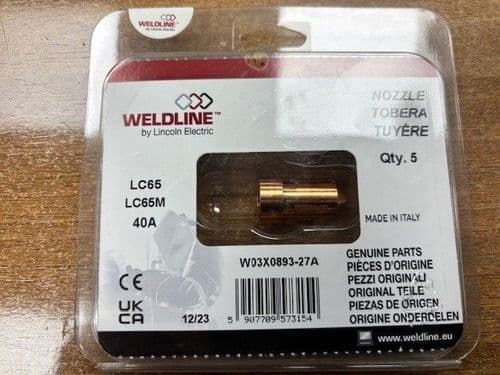 WELDLINE™
by Lincoln Electric
NOZZLE
TOBERA
TUYÈRE
Qty. 5
LC65
LC65M
40A
MADE IN ITALY
W03X0893-27A
GENUINE PARTS
PIÈCES D'ORIGINE
PEZZI ORIGINALI
ORIGINAL TEILE
PIEZAS DE ORIGEN
ORIGINE ONDERDELEN
CE
UK
CA
12/23
5 907709 573154
www.weldline.eu